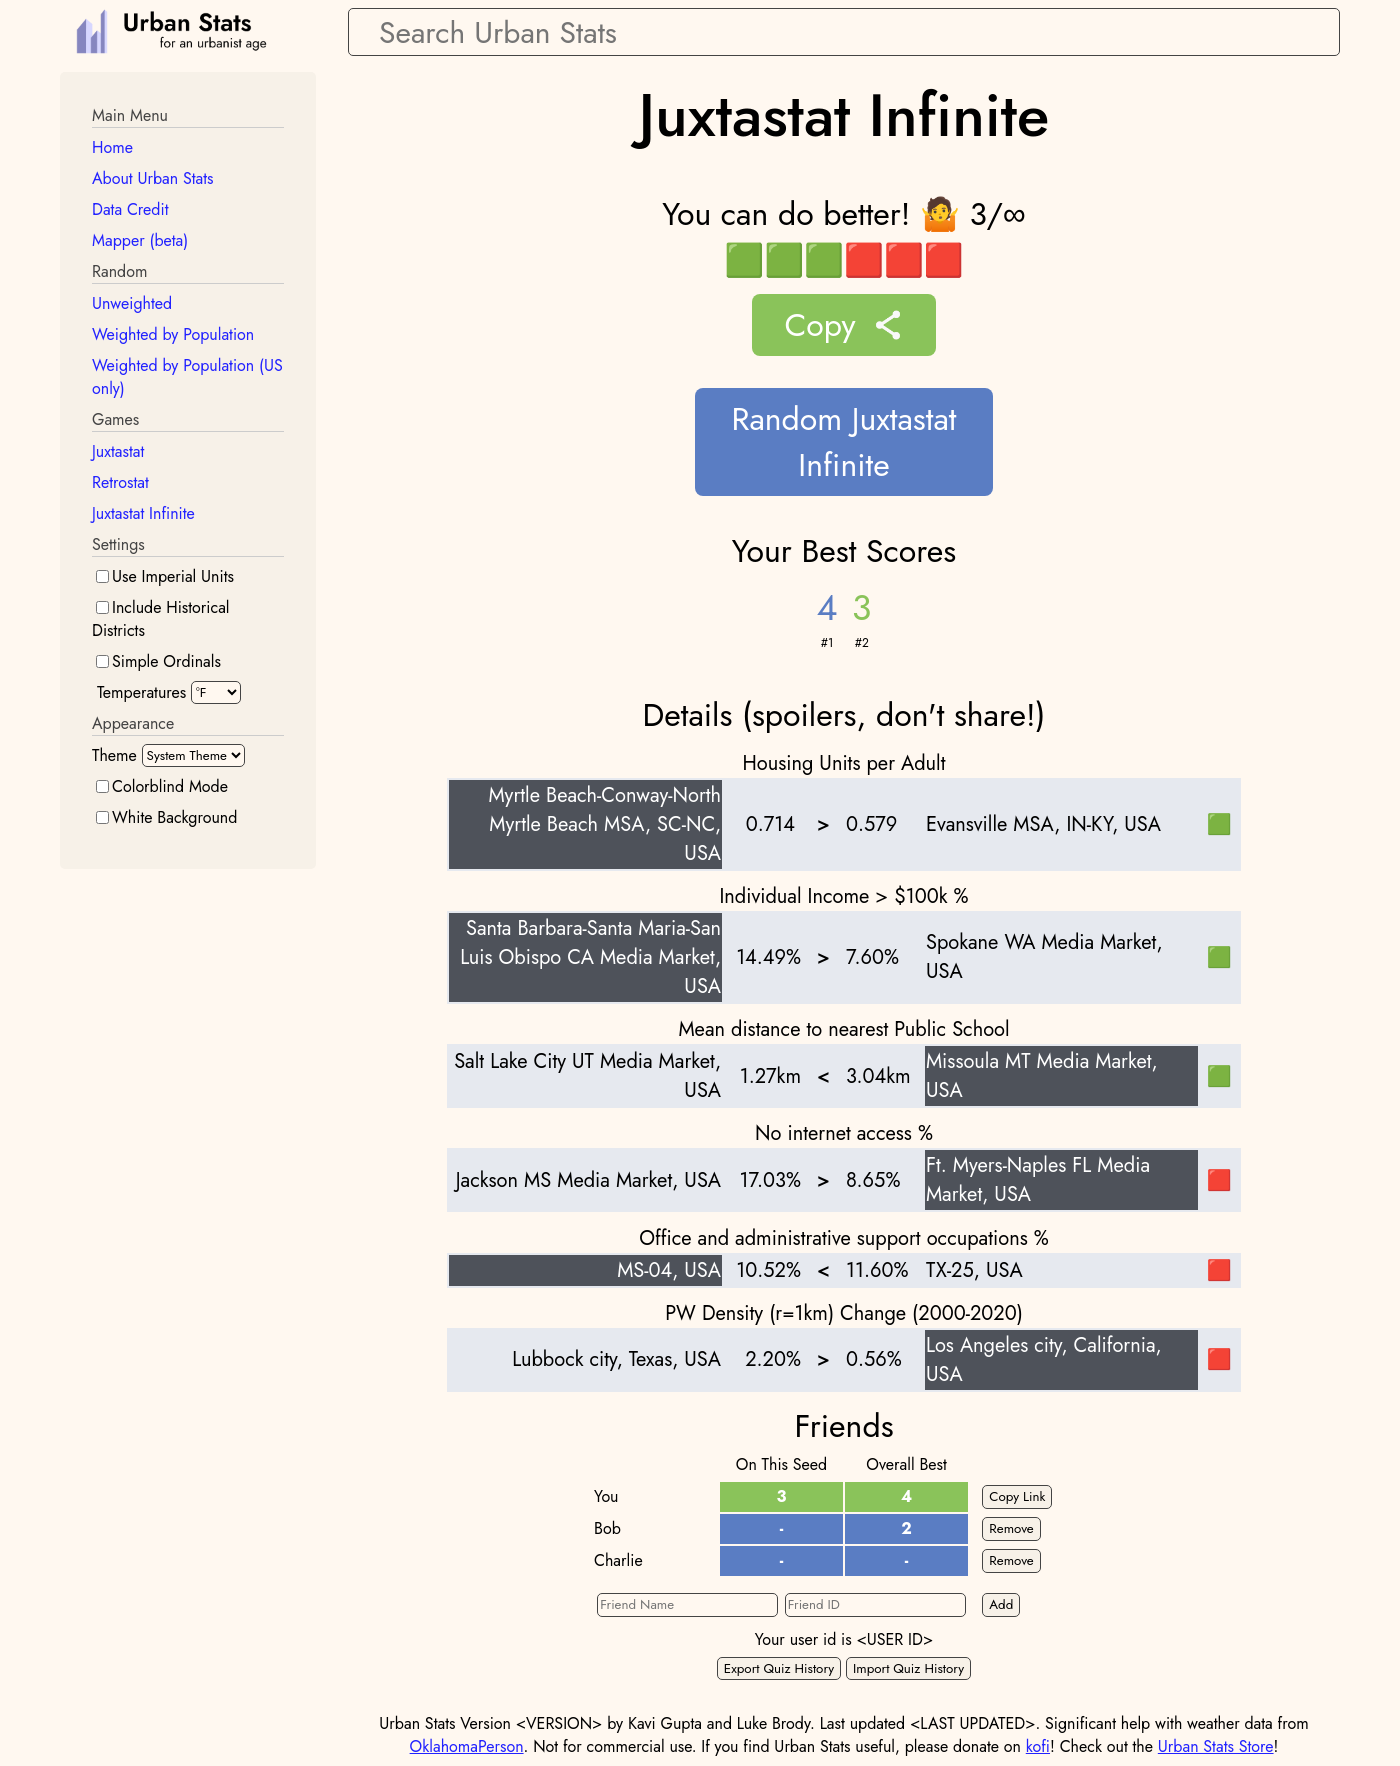 Urban Stats
for an urbanist age
Search Urban Stats
Main Menu
Home
About Urban Stats
Data Credit
Mapper (beta)
Random
Unweighted
Weighted by Population
Weighted by Population (US
only)
Games
Juxtastat
Retrostat
Juxtastat Infinite
Settings
Use Imperial Units
Include Historical
Districts
Simple Ordinals
Temperatures °F
Appearance
Theme System Theme
Colorblind Mode
White Background
Juxtastat Infinite
You can do better! 🤷 3/∞
🟩🟩🟩🟥🟥🟥
Copy
Random Juxtastat
Infinite
Your Best Scores
4 3
#1 #2
Details (spoilers, don't share!)
Housing Units per Adult
Myrtle Beach-Conway-North
Myrtle Beach MSA, SC-NC,
USA
0.714 > 0.579
Evansville MSA, IN-KY, USA
🟩
Individual Income > $100k %
Santa Barbara-Santa Maria-San
Luis Obispo CA Media Market,
USA
14.49% > 7.60%
Spokane WA Media Market,
USA
🟩
Mean distance to nearest Public School
Salt Lake City UT Media Market,
USA
1.27km < 3.04km
Missoula MT Media Market,
USA
🟩
No internet access %
Jackson MS Media Market, USA
17.03% > 8.65%
Ft. Myers-Naples FL Media
Market, USA
🟥
Office and administrative support occupations %
MS-04, USA 10.52% < 11.60% TX-25, USA 🟥
PW Density (r=1km) Change (2000-2020)
Lubbock city, Texas, USA
2.20% > 0.56%
Los Angeles city, California,
USA
🟥
Friends
On This Seed Overall Best
You 3 4 Copy Link
Bob - 2 Remove
Charlie - - Remove
Friend Name Friend ID Add
Your user id is <USER ID>
Export Quiz History Import Quiz History
Urban Stats Version <VERSION> by Kavi Gupta and Luke Brody. Last updated <LAST UPDATED>. Significant help with weather data from
OklahomaPerson. Not for commercial use. If you find Urban Stats useful, please donate on kofi! Check out the Urban Stats Store!